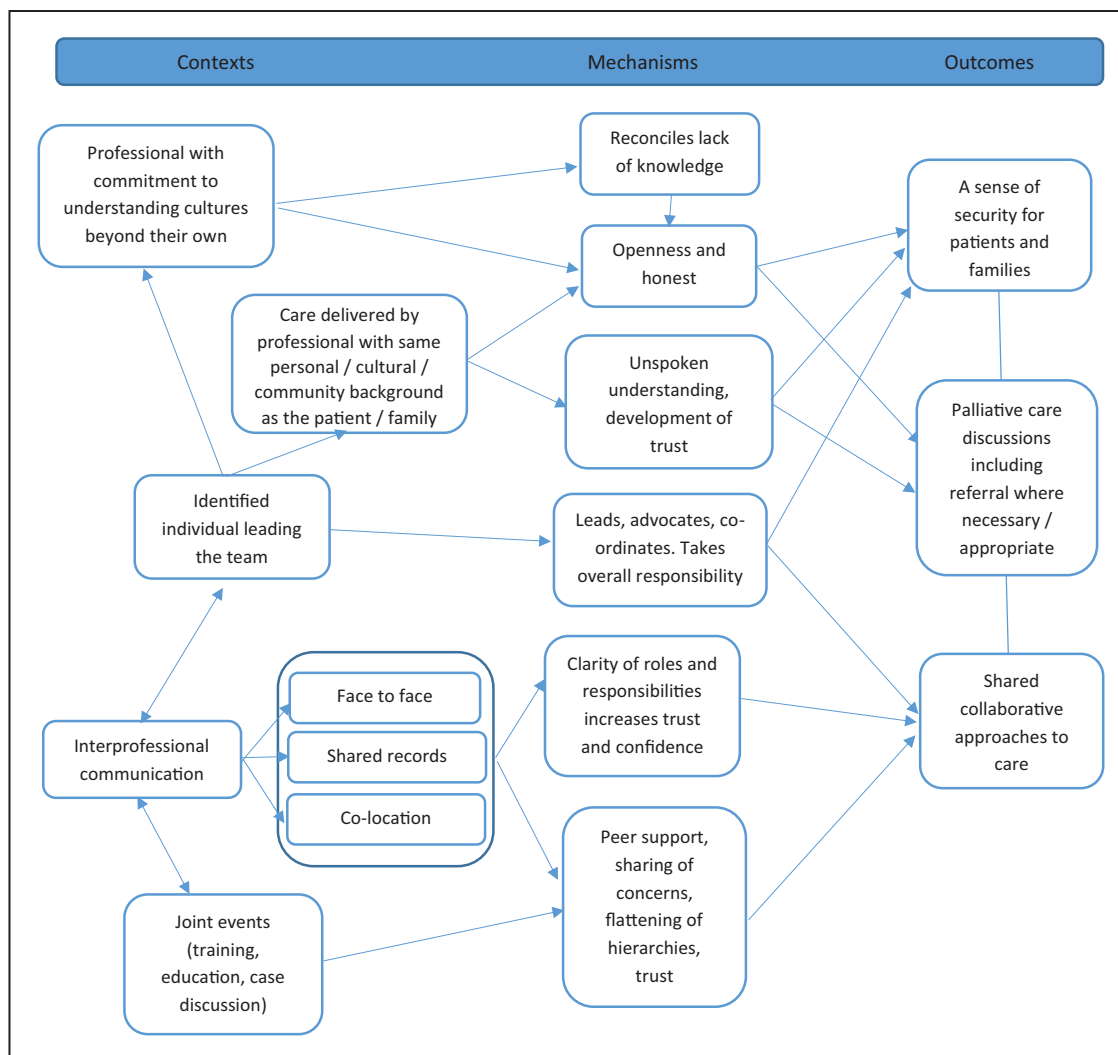 Contexts
Mechanisms
Outcomes
Professional with
commitment to
understanding cultures
beyond their own
Care delivered by
professional with same
personal / cultural /
community background
as the patient / family
Identified
individual leading
the team
Interprofessional
communication
Face to face
Shared records
Co-location
Joint events
(training,
education, case
discussion)
Reconciles lack
of knowledge
Openness and
honest
Unspoken
understanding,
development of
trust
Leads, advocates, co-
ordinates. Takes
overall responsibility
Clarity of roles and
responsibilities
increases trust
and confidence
Peer support,
sharing of
concerns,
flattening of
hierarchies,
trust
A sense of
security for
patients and
families
Palliative care
discussions
including
referral where
necessary /
appropriate
Shared
collaborative
approaches to
care